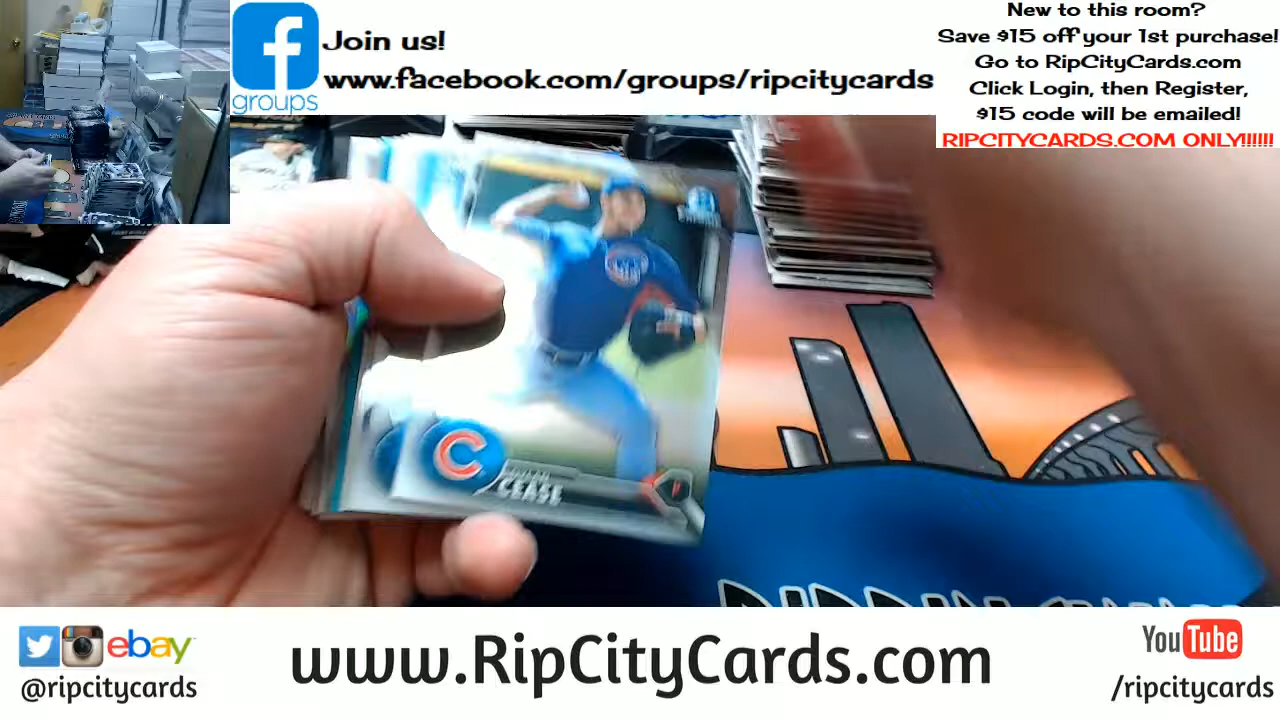 Join us!
www.facebook.com/groups/ripcitycards
groups
New to this room?
Save $15 off your 1st purchase!
Go to RipCityCards.com
Click Login, then Register,
$15 code will be emailed!
RIPCITYCARDS.COM ONLY!!!!!!
C
CEASE
ebay
@ripcitycards
www.RipCityCards.com
YouTube
/ripcitycards